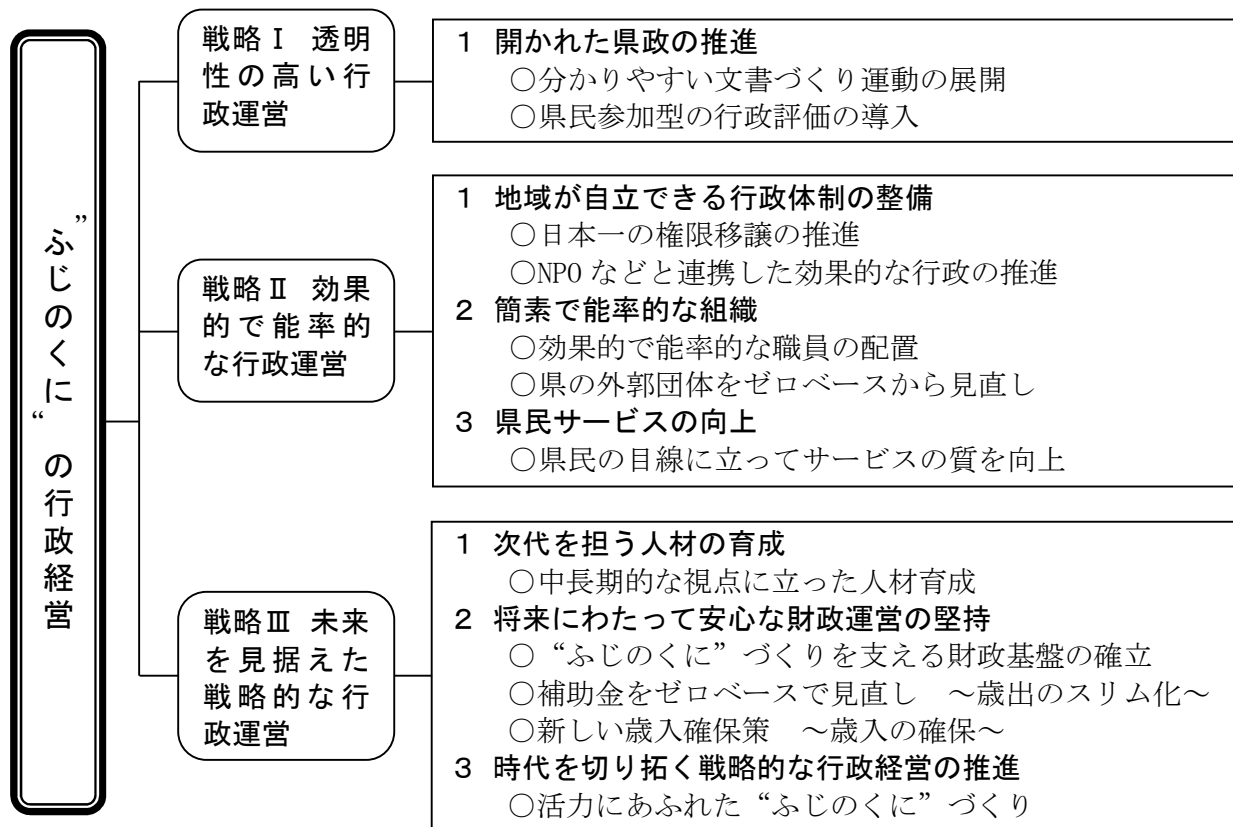 ”ふじのくに“の行政経営
戦略Ⅰ 透明
性の高い行
政運営
1 開かれた県政の推進
○分かりやすい文書づくり運動の展開
○県民参加型の行政評価の導入
戦略Ⅱ 効果
的で能率的
な行政運営
1 地域が自立できる行政体制の整備
○日本一の権限移譲の推進
○NPOなどと連携した効果的な行政の推進
2 簡素で能率的な組織
○効果的で能率的な職員の配置
○県の外郭団体をゼロベースから見直し
3 県民サービスの向上
○県民の目線に立ってサービスの質を向上
戦略Ⅲ 未来
を見据えた
戦略的な行
政運営
1 次代を担う人材の育成
○中長期的な視点に立った人材育成
2 将来にわたって安心な財政運営の堅持
○“ふじのくに”づくりを支える財政基盤の確立
○補助金をゼロベースで見直し ～歳出のスリム化～
○新しい歳入確保策 ～歳入の確保～
3 時代を切り拓く戦略的な行政経営の推進
○活力にあふれた“ふじのくに”づくり